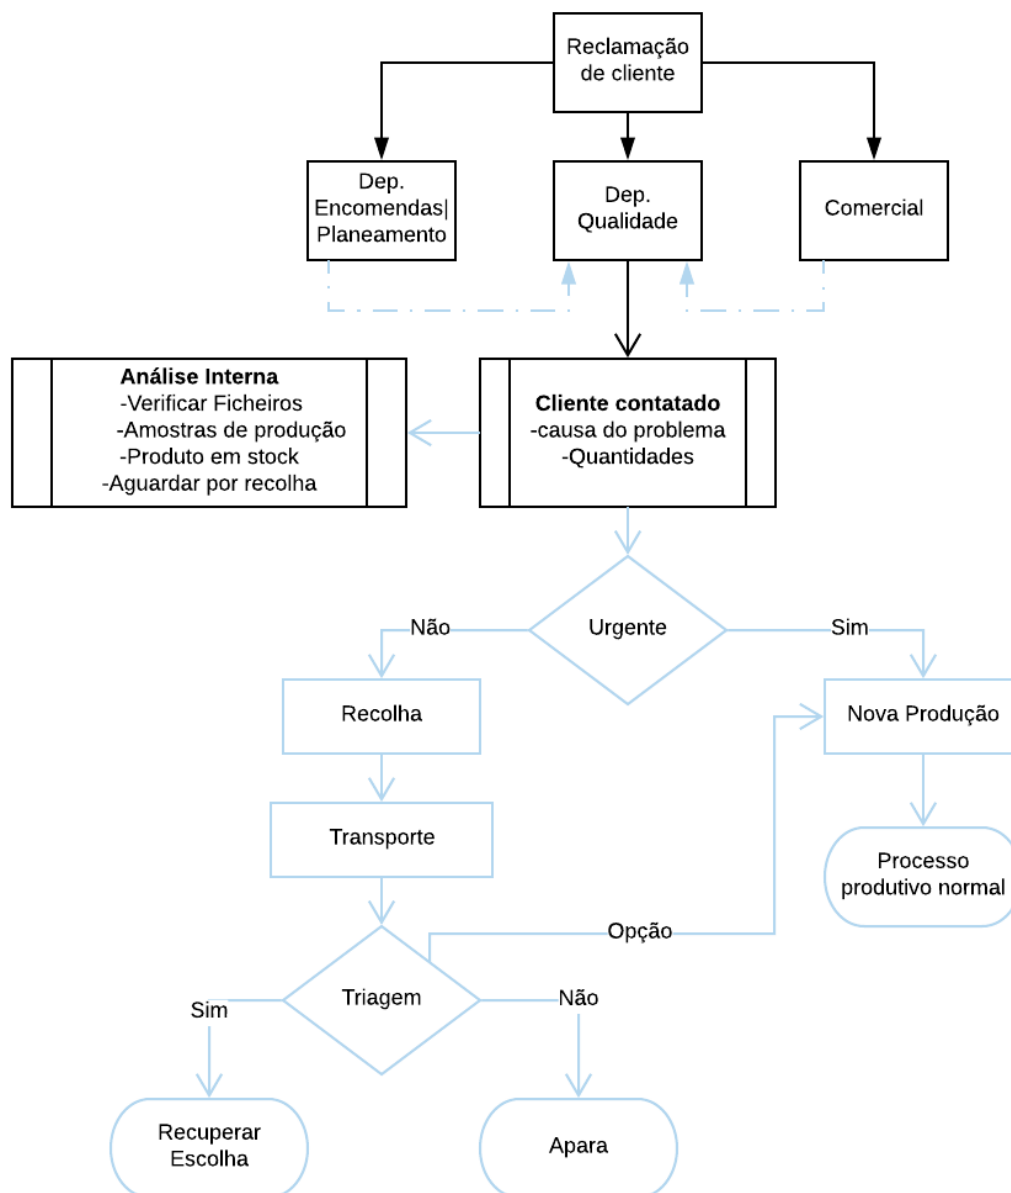 Reclamação
de cliente
Dep.
Encomendas|
Planeamento
Dep.
Qualidade
Comercial
Análise Interna
-Verificar Ficheiros
-Amostras de produção
-Produto em stock
-Aguardar por recolha
Cliente contatado
-causa do problema
-Quantidades
Urgente
Não
Sim
Recolha
Nova Produção
Transporte
Processo
produtivo normal
Opção
Triagem
Sim
Não
Recuperar
Escolha
Apara